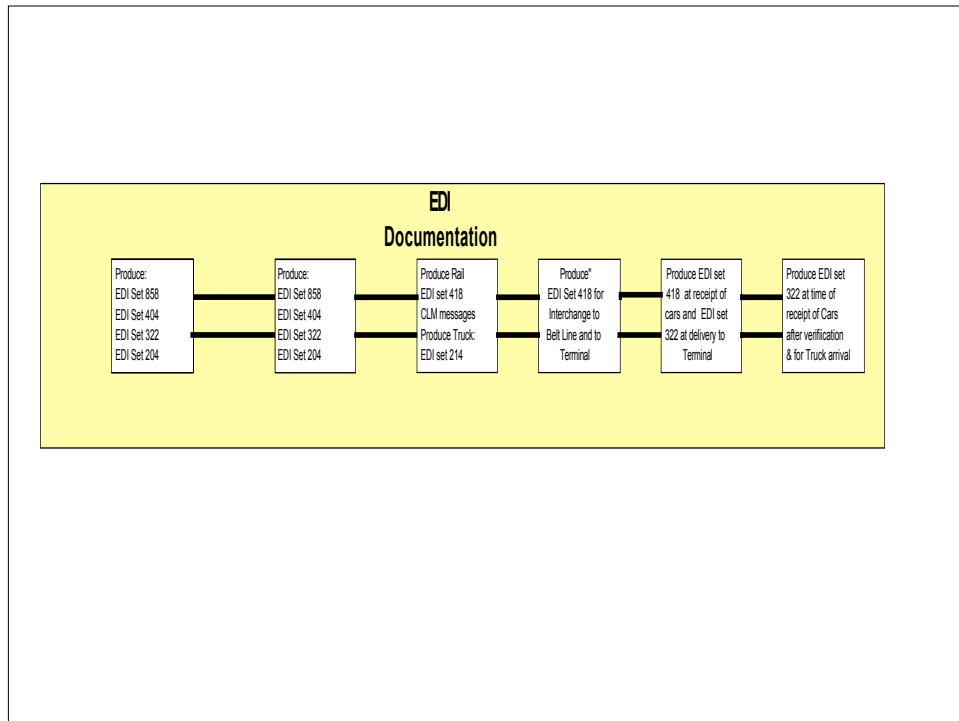 EDI
Documentation
Produce:
EDI Set 858
EDI Set 404
EDI Set 322
EDI Set 204
Produce:
EDI Set 858
EDI Set 404
EDI Set 322
EDI Set 204
Produce Rail
EDI set 418
CLM messages
Produce Truck:
EDI set 214
Produce"
EDI Set 418 for
Interchange to
Belt Line and to
Terminal
Produce EDI set
418 at receipt of
cars and EDI set
322 at delivery to
Terminal
Produce EDI set
322 at time of
receipt of Cars
after verifiication
& for Truck arrival